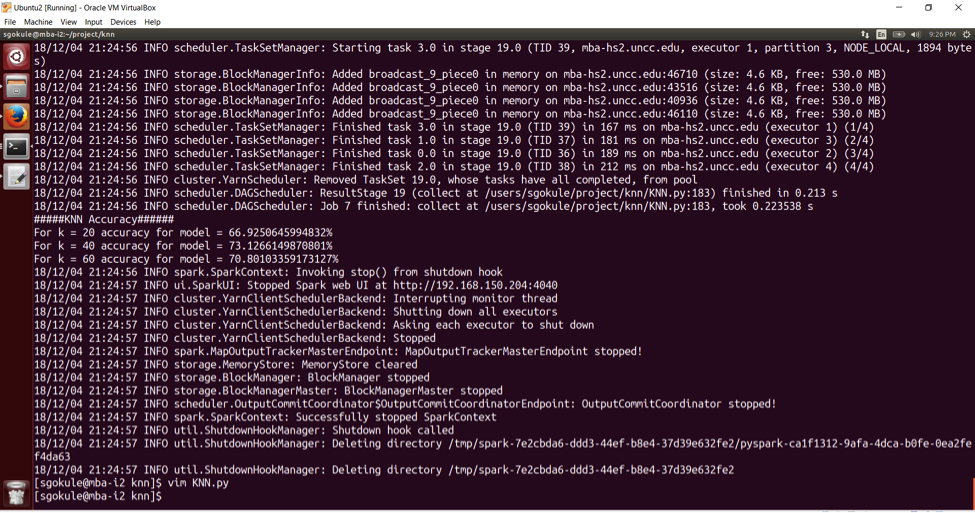 Ubuntu2 [Running] - Oracle VM VirtualBox
File Machine View Input Devices Help
sgokule@mba-i2:~/project/knn
En
9:26 PM
18/12/04 21:24:56 INFO scheduler.TaskSetManager: Starting task 3.0 in stage 19.0 (TID 39, mba-hs2.uncc.edu, executor 1, partition 3, NODE_LOCAL, 1894 byte
s)
18/12/04 21:24:56 INFO storage.BlockManagerInfo: Added broadcast_9_piece0 in memory on mba-hs2.uncc.edu:46710 (size: 4.6 KB, free: 530.0 MB)
18/12/04 21:24:56 INFO storage.BlockManagerInfo: Added broadcast_9_piece0 in memory on mba-hs2.uncc.edu:43516 (size: 4.6 KB, free: 530.0 MB)
18/12/04 21:24:56 INFO storage.BlockManagerInfo: Added broadcast_9_piece0 in memory on mba-hs2.uncc.edu:40936 (size: 4.6 KB, free: 530.0 MB)
18/12/04 21:24:56 INFO storage.BlockManagerInfo: Added broadcast_9_piece0 in memory on mba-hs2.uncc.edu:46110 (size: 4.6 KB, free: 530.0 MB)
18/12/04 21:24:56 INFO scheduler.TaskSetManager: Finished task 3.0 in stage 19.0 (TID 39) in 167 ms on mba-hs2.uncc.edu (executor 1) (1/4)
18/12/04 21:24:56 INFO scheduler.TaskSetManager: Finished task 1.0 in stage 19.0 (TID 37) in 181 ms on mba-hs2.uncc.edu (executor 3) (2/4)
18/12/04 21:24:56 INFO scheduler.TaskSetManager: Finished task 0.0 in stage 19.0 (TID 36) in 189 ms on mba-hs2.uncc.edu (executor 2) (3/4)
18/12/04 21:24:56 INFO scheduler.TaskSetManager: Finished task 2.0 in stage 19.0 (TID 38) in 212 ms on mba-hs2.uncc.edu (executor 4) (4/4)
18/12/04 21:24:56 INFO cluster.YarnScheduler: Removed TaskSet 19.0, whose tasks have all completed, from pool
18/12/04 21:24:56 INFO scheduler.DAGScheduler: ResultStage 19 (collect at /users/sgokule/project/knn/KNN.py:183) finished in 0.213 s
18/12/04 21:24:56 INFO scheduler.DAGScheduler: Job 7 finished: collect at /users/sgokule/project/knn/KNN.py:183, took 0.223538 s
#####KNN Accuracy######
For k = 20 accuracy for model = 66.9250645994832%
For k = 40 accuracy for model = 73.1266149870801%
For k = 60 accuracy for model = 70.80103359173127%
18/12/04 21:24:56 INFO spark.SparkContext: Invoking stop() from shutdown hook
18/12/04 21:24:56 INFO ui.SparkUI: Stopped Spark web UI at http://192.168.150.204:4040
18/12/04 21:24:56 INFO cluster.YarnClientSchedulerBackend: Interrupting monitor thread
18/12/04 21:24:57 INFO cluster.YarnClientSchedulerBackend: Shutting down all executors
18/12/04 21:24:57 INFO cluster.YarnClientSchedulerBackend: Asking each executor to shut down
18/12/04 21:24:57 INFO cluster.YarnClientSchedulerBackend: Stopped
18/12/04 21:24:57 INFO spark.MapOutputTrackerMasterEndpoint: MapOutputTrackerMasterEndpoint stopped!
18/12/04 21:24:57 INFO storage.MemoryStore: MemoryStore cleared
18/12/04 21:24:57 INFO storage.BlockManager: BlockManager stopped
18/12/04 21:24:57 INFO storage.BlockManagerMaster: BlockManagerMaster stopped
18/12/04 21:24:57 INFO scheduler.OutputCommitCoordinator$OutputCommitCoordinatorEndpoint: OutputCommitCoordinator stopped!
18/12/04 21:24:57 INFO spark.SparkContext: Successfully stopped SparkContext
18/12/04 21:24:57 INFO util.ShutdownHookManager: Shutdown hook called
18/12/04 21:24:57 INFO util.ShutdownHookManager: Deleting directory /tmp/spark-7e2cbda6-ddd3-44ef-b8e4-37d39e632fe2/pyspark-ca1f1312-9afa-4dca-b0fe-0ea2fe
f4da63
18/12/04 21:24:57 INFO util.ShutdownHookManager: Deleting directory /tmp/spark-7e2cbda6-ddd3-44ef-b8e4-37d39e632fe2
[sgokule@mba-i2 knn]$ vim KNN.py
[sgokule@mba-i2 knn]$